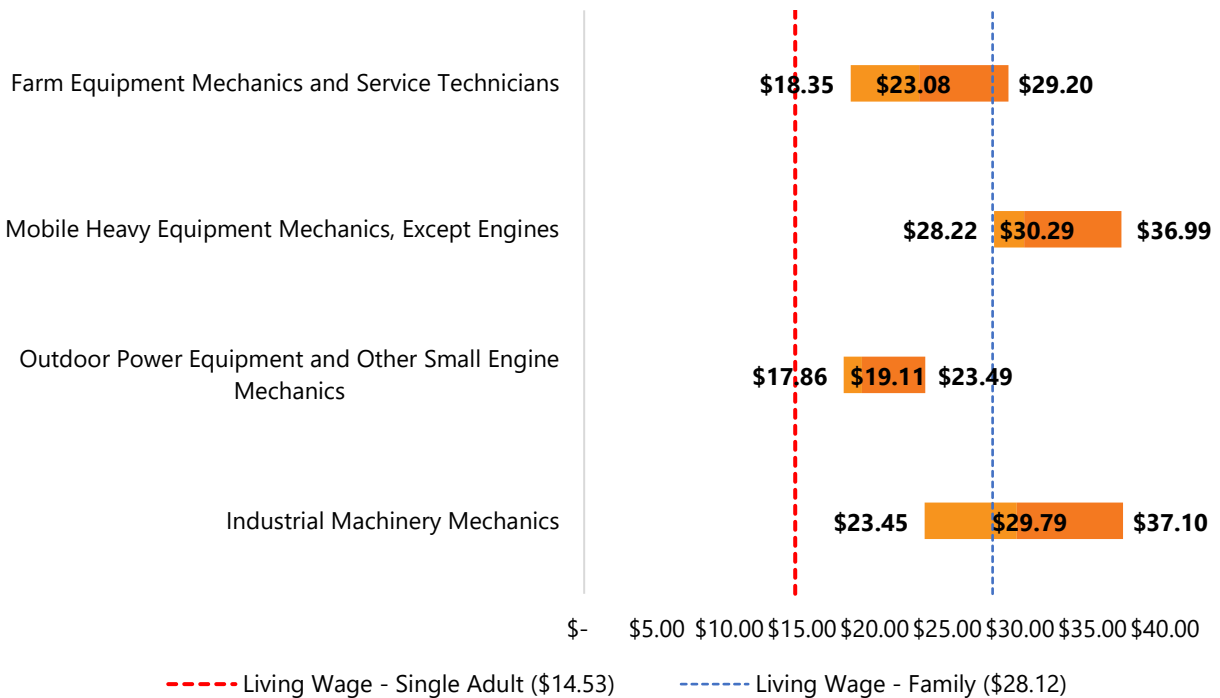 Farm Equipment Mechanics and Service Technicians $18.35 $23.08 $29.20
Mobile Heavy Equipment Mechanics, Except Engines $28.22 $30.29 $36.99
Outdoor Power Equipment and Other Small Engine
Mechanics $17.86 $19.11 $23.49
Industrial Machinery Mechanics $23.45 $29.79 $37.10
$- $5.00 $10.00 $15.00 $20.00 $25.00 $30.00 $35.00 $40.00
Living Wage - Single Adult ($14.53) Living Wage - Family ($28.12)